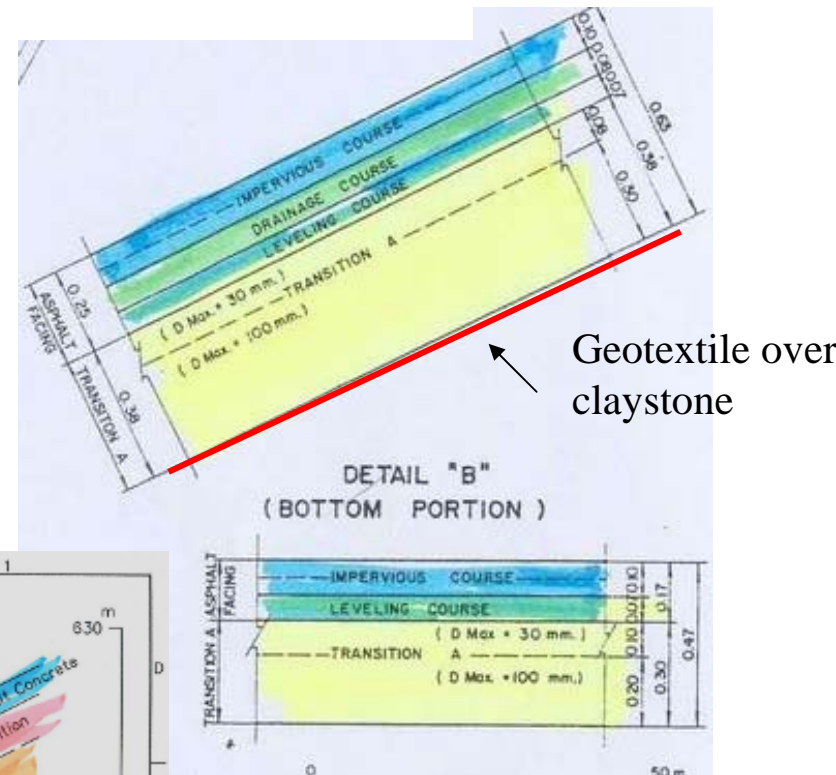 0.10 0.08 0.07
0.63
0.08
0.38
0.30
IMPERVIOUS COURSE
DRAINAGE COURSE
LEVELING COURSE
TRANSITION A
( D Max. = 30 mm.)
( D Max. = 100 mm.)
0.25
ASPHALT
FACING
0.38
TRANSITON A
Geotextile over
claystone
DETAIL "B"
( BOTTOM PORTION )
ASPHALT
FACING
TRANSITION A
IMPERVIOUS COURSE
LEVELING COURSE
( D Max = 30 mm.)
TRANSITION A
( D Max. = 100 mm.)
0.10
0.07
0.10
0.20
0.17
0.30
0.47
1
m
630
D
t Concrete
ition
0
50 m